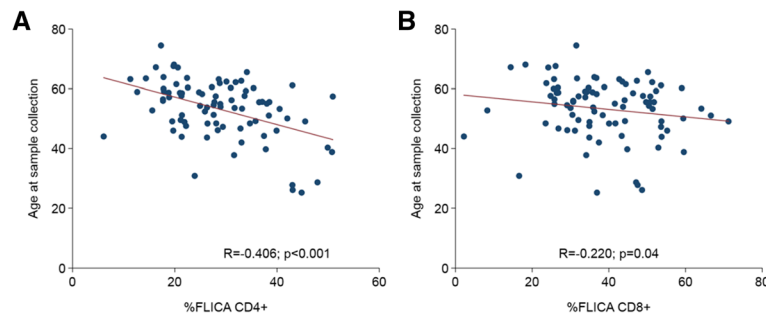 A
80
60
40
20
0
Age at sample collection
R=-0.406; p<0.001
0 20 40 60
%FLICA CD4+
B
80
60
40
20
0
Age at sample collection
R=-0.220; p=0.04
0 20 40 60 80
%FLICA CD8+